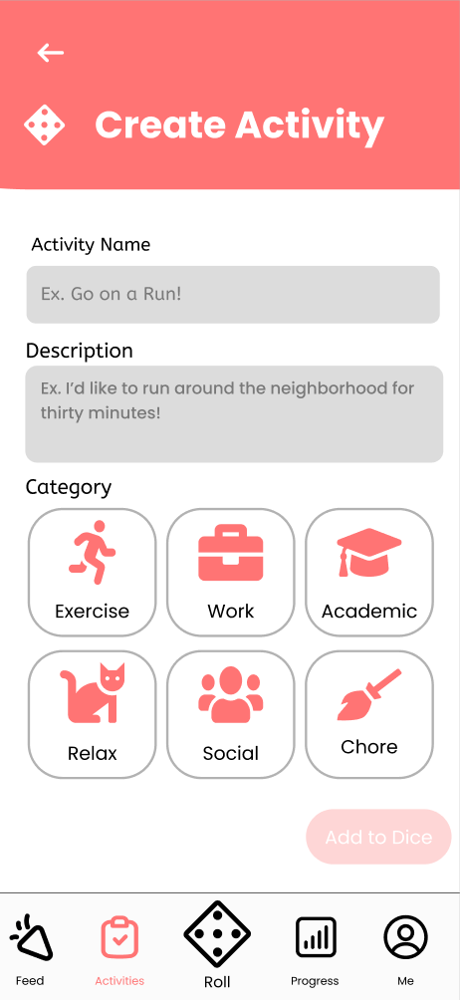 Create Activity
Activity Name
Ex. Go on a Run!
Description
Ex. I’d like to run around the neighborhood for
thirty minutes!
Category
Exercise
Work
Academic
Relax
Social
Chore
Add to Dice
Feed
Activities
Roll
Progress
Me